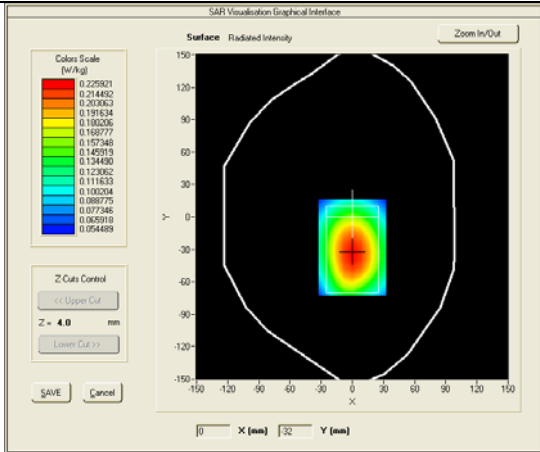 SAR Visualisation Graphical Interface
Surface Radiated Intensity
Zoom In/Out
Colors Scale
(W/kg)
0.225921
0.214492
0.203063
0.191634
0.180206
0.168777
0.157348
0.145919
0.134490
0.123062
0.111633
0.100204
0.088775
0.077346
0.065918
0.054489
150
120
90
60
30
0
-30
-60
-90
-120
-150
Y
-150 -120 -90 -60 -30 0 30 60 90 120 150
X
Z Cuts Control
<< Upper Cut
Z = 4.0 mm
Lower Cut >>
SAVE Cancel
0 X (mm) -32 Y (mm)